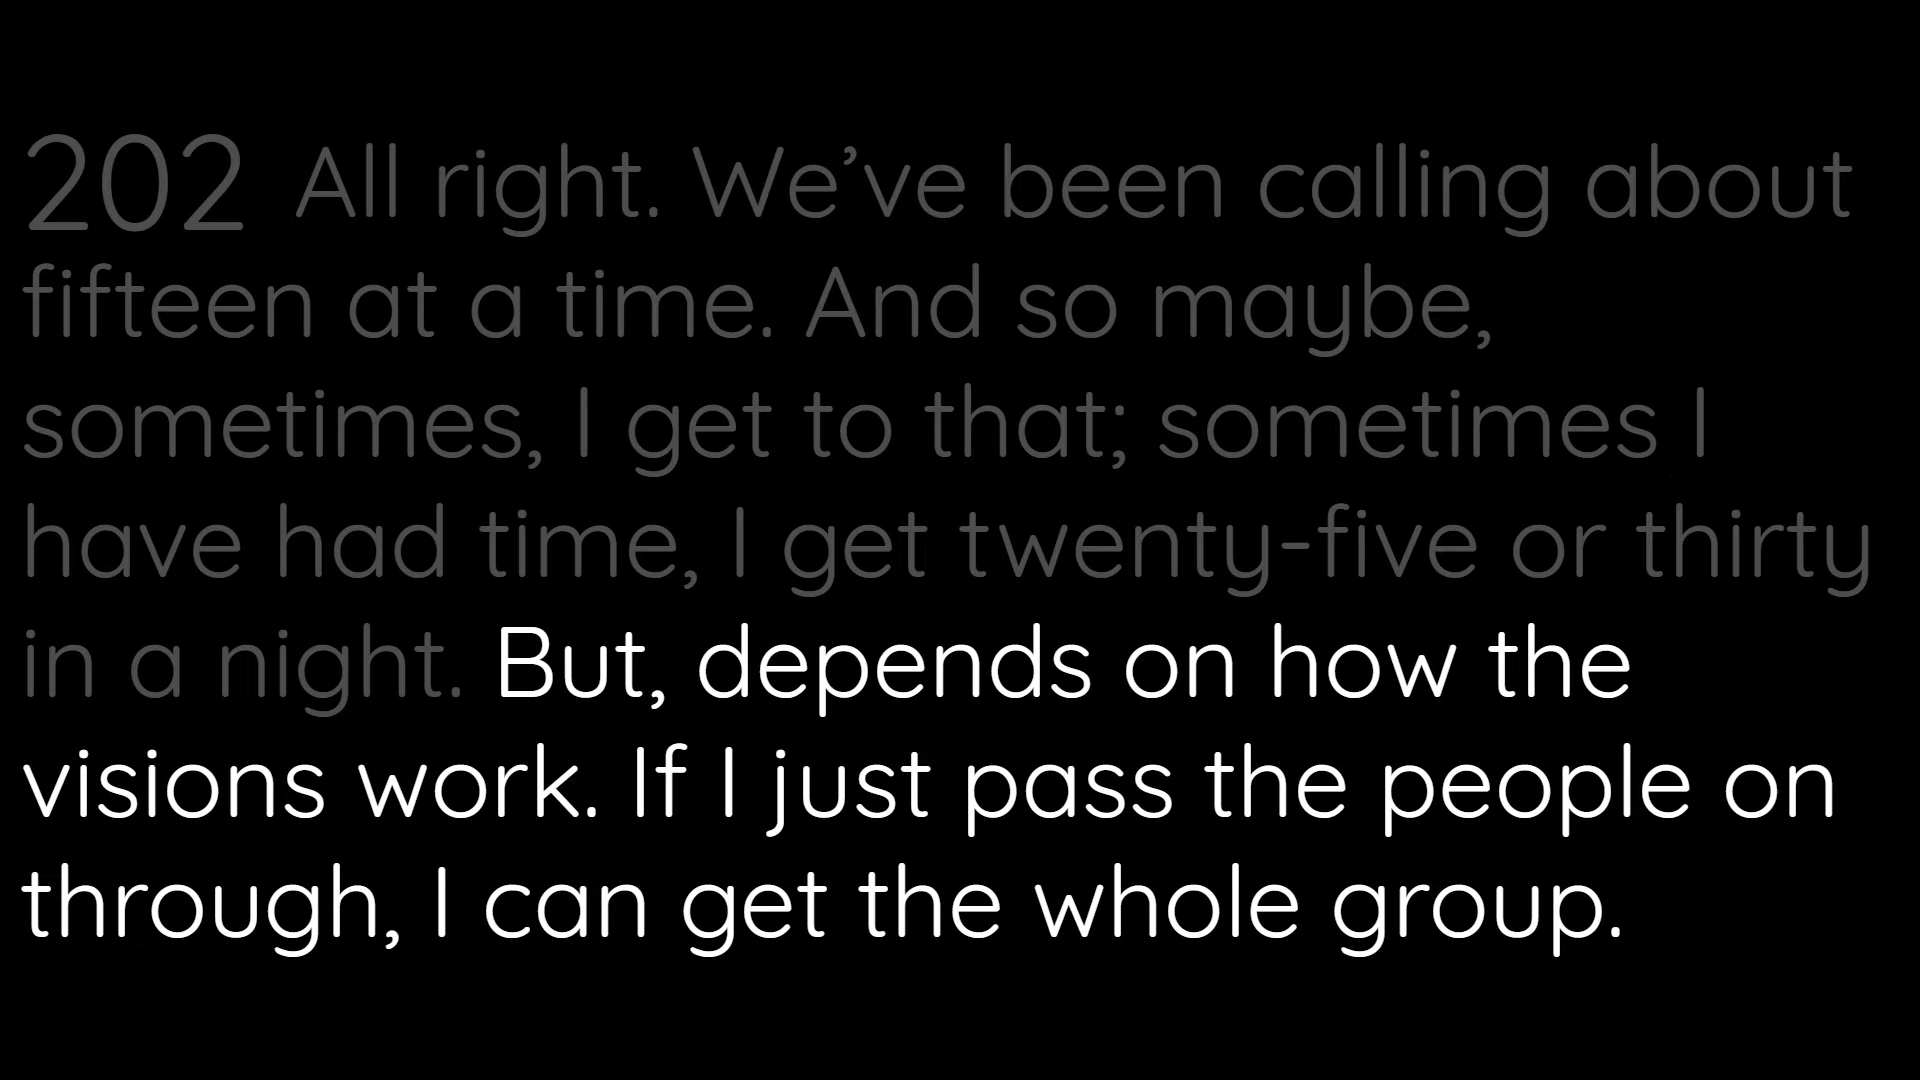 202 All right. We’ve been calling about
fifteen at a time. And so maybe,
sometimes, I get to that; sometimes I
have had time, I get twenty-five or thirty
in a night. But, depends on how the
visions work. If I just pass the people on
through, I can get the whole group.